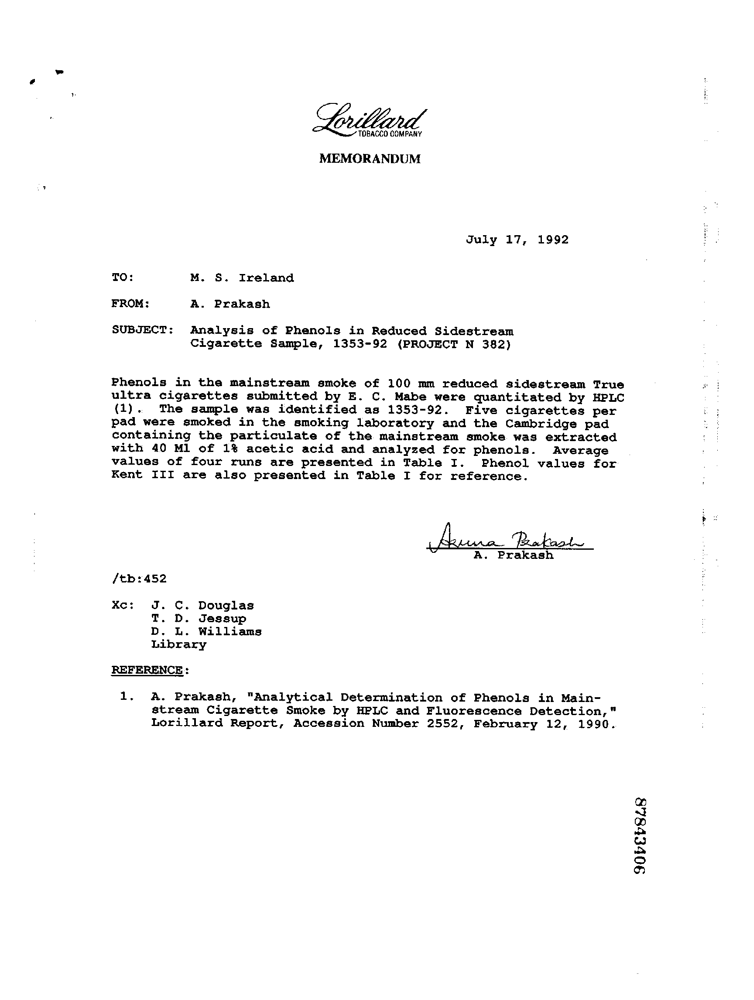 Lorillard
TOBACCO COMPANY
MEMORANDUM
July 17, 1992
TO: M. S. Ireland
FROM: A. Prakash
SUBJECT: Analysis of Phenols in Reduced Sidestream
Cigarette Sample, 1353-92 (PROJECT N 382)
Phenols in the mainstream smoke of 100 mm reduced sidestream True
ultra cigarettes submitted by E. C. Mabe were quantitated by HPLC
(1). The sample was identified as 1353-92. Five cigarettes per
pad were smoked in the smoking laboratory and the Cambridge pad
containing the particulate of the mainstream smoke was extracted
with 40 Ml of 1% acetic acid and analyzed for phenols. Average
values of four runs are presented in Table I. Phenol values for
Kent III are also presented in Table I for reference.
Aruna Prakash
A. Prakash
/tb:452
Xc: J. C. Douglas
T. D. Jessup
D. L. Williams
Library
REFERENCE:
1. A. Prakash, "Analytical Determination of Phenols in Main-
stream Cigarette Smoke by HPLC and Fluorescence Detection,"
Lorillard Report, Accession Number 2552, February 12, 1990.
87843406